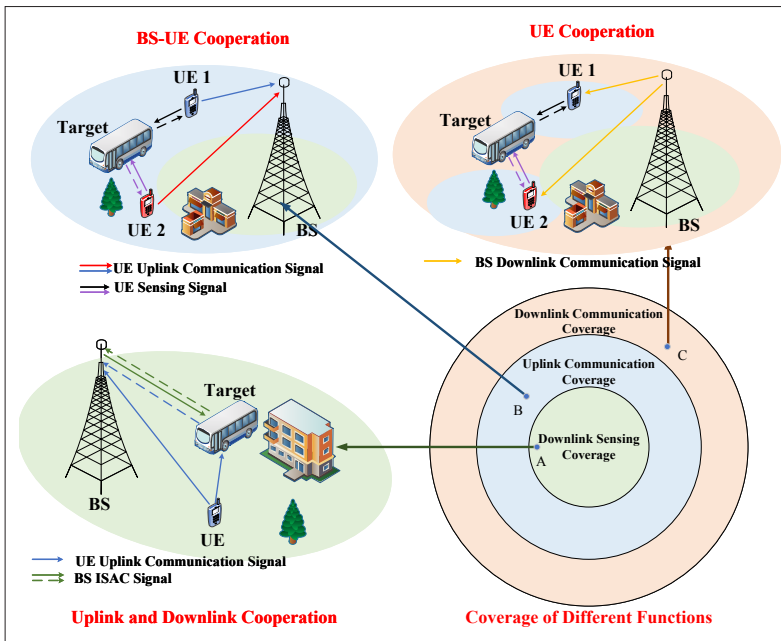 BS-UE Cooperation
UE 1
Target
UE 2
BS
UE Uplink Communication Signal
UE Sensing Signal
UE Cooperation
UE 1
Target
UE 2
BS
BS Downlink Communication Signal
Downlink Communication
Coverage
C
Uplink Communication
Coverage
B
Downlink Sensing
A
Coverage
Target
BS
UE
UE Uplink Communication Signal
BS ISAC Signal
Uplink and Downlink Cooperation
Coverage of Different Functions